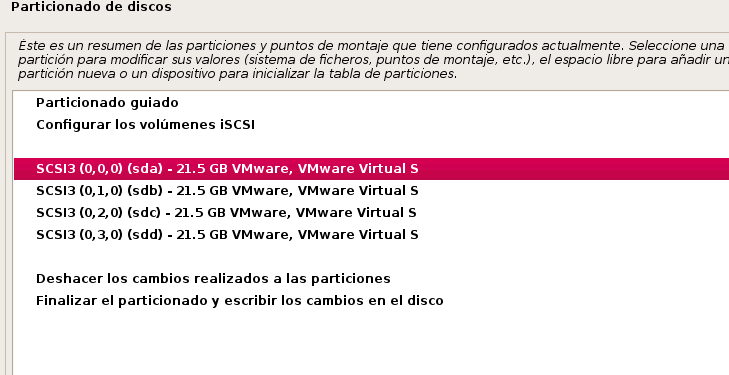 Particionado de discos
Éste es un resumen de las particiones y puntos de montaje que tiene configurados actualmente. Seleccione una
partición para modificar sus valores (sistema de ficheros, puntos de montaje, etc.), el espacio libre para añadir un
partición nueva o un dispositivo para inicializar la tabla de particiones.
Particionado guiado
Configurar los volúmenes iSCSI
SCSI3 (0,0,0) (sda) - 21.5 GB VMware, VMware Virtual S
SCSI3 (0,1,0) (sdb) - 21.5 GB VMware, VMware Virtual S
SCSI3 (0,2,0) (sdc) - 21.5 GB VMware, VMware Virtual S
SCSI3 (0,3,0) (sdd) - 21.5 GB VMware, VMware Virtual S
Deshacer los cambios realizados a las particiones
Finalizar el particionado y escribir los cambios en el disco